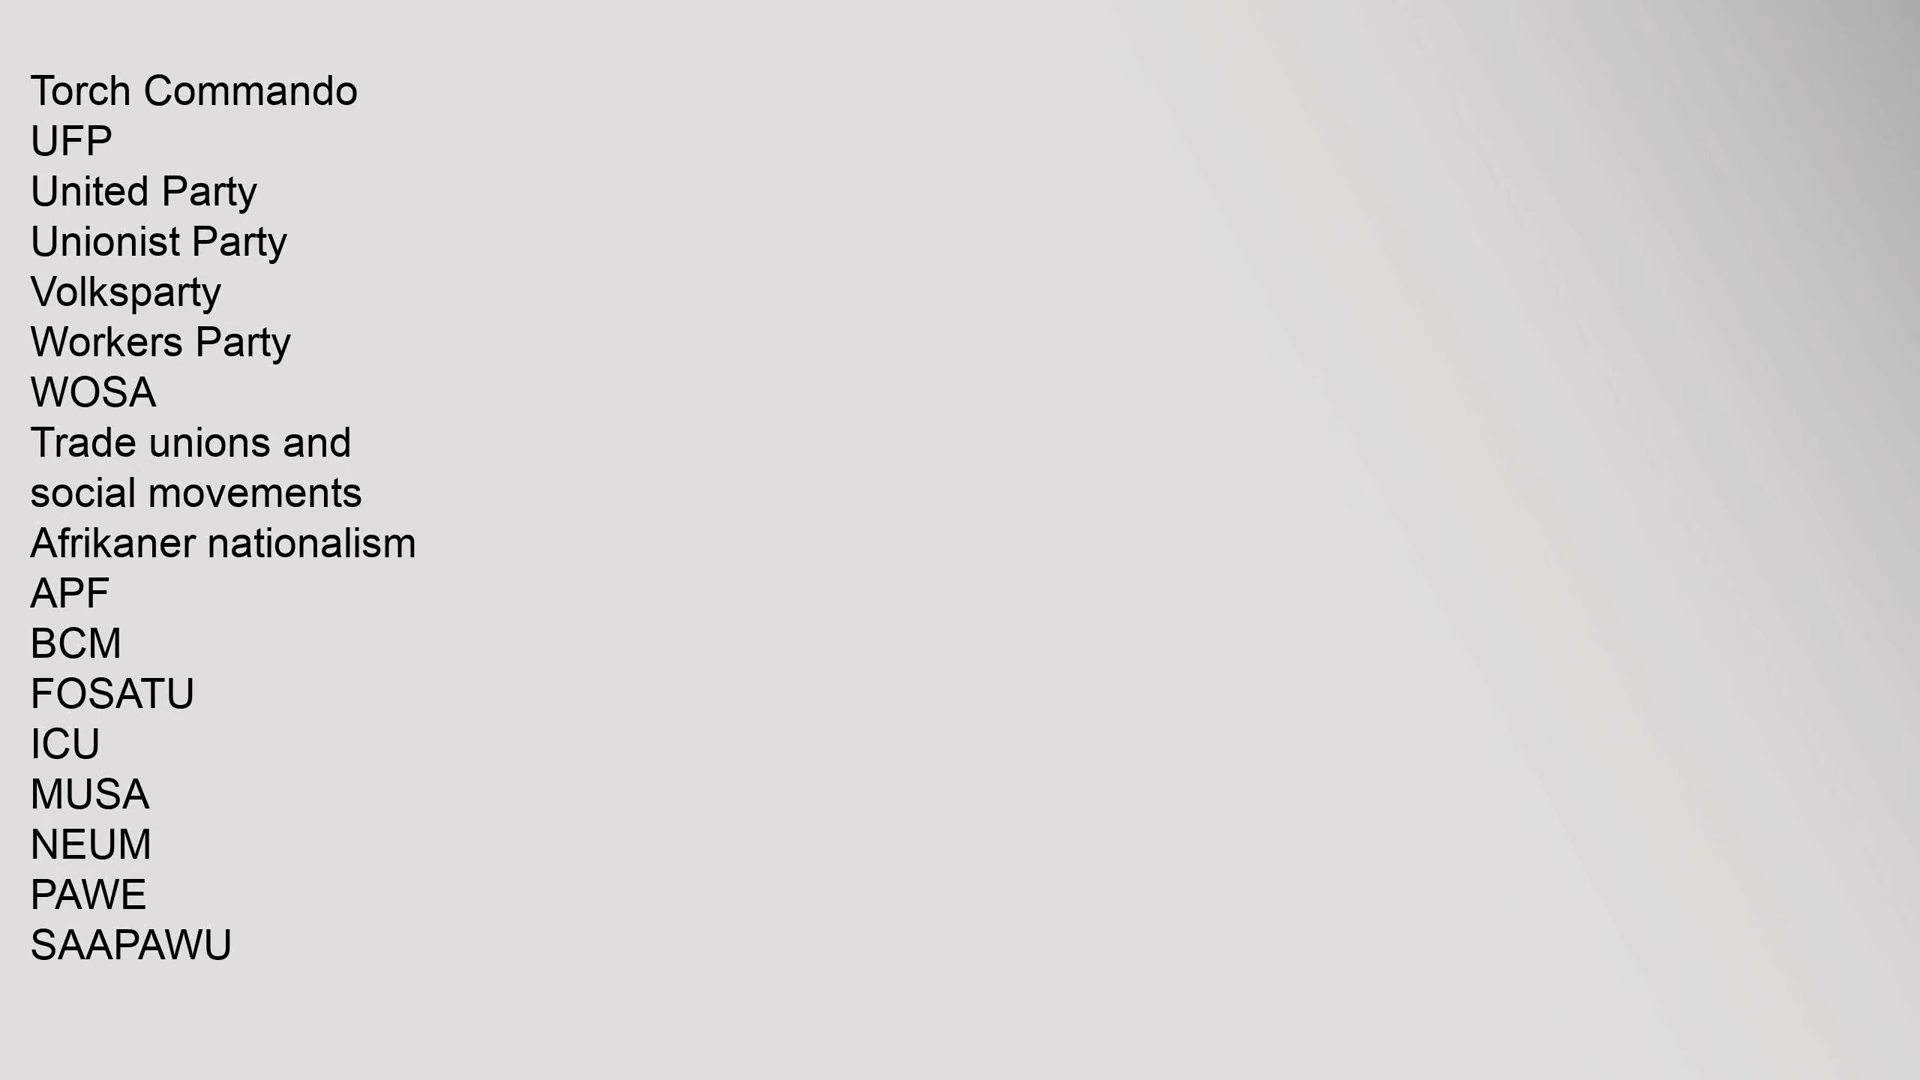 Torch Commando
UFP
United Party
Unionist Party
Volksparty
Workers Party
WOSA
Trade unions and
social movements
Afrikaner nationalism
APF
BCM
FOSATU
ICU
MUSA
NEUM
PAWE
SAAPAWU